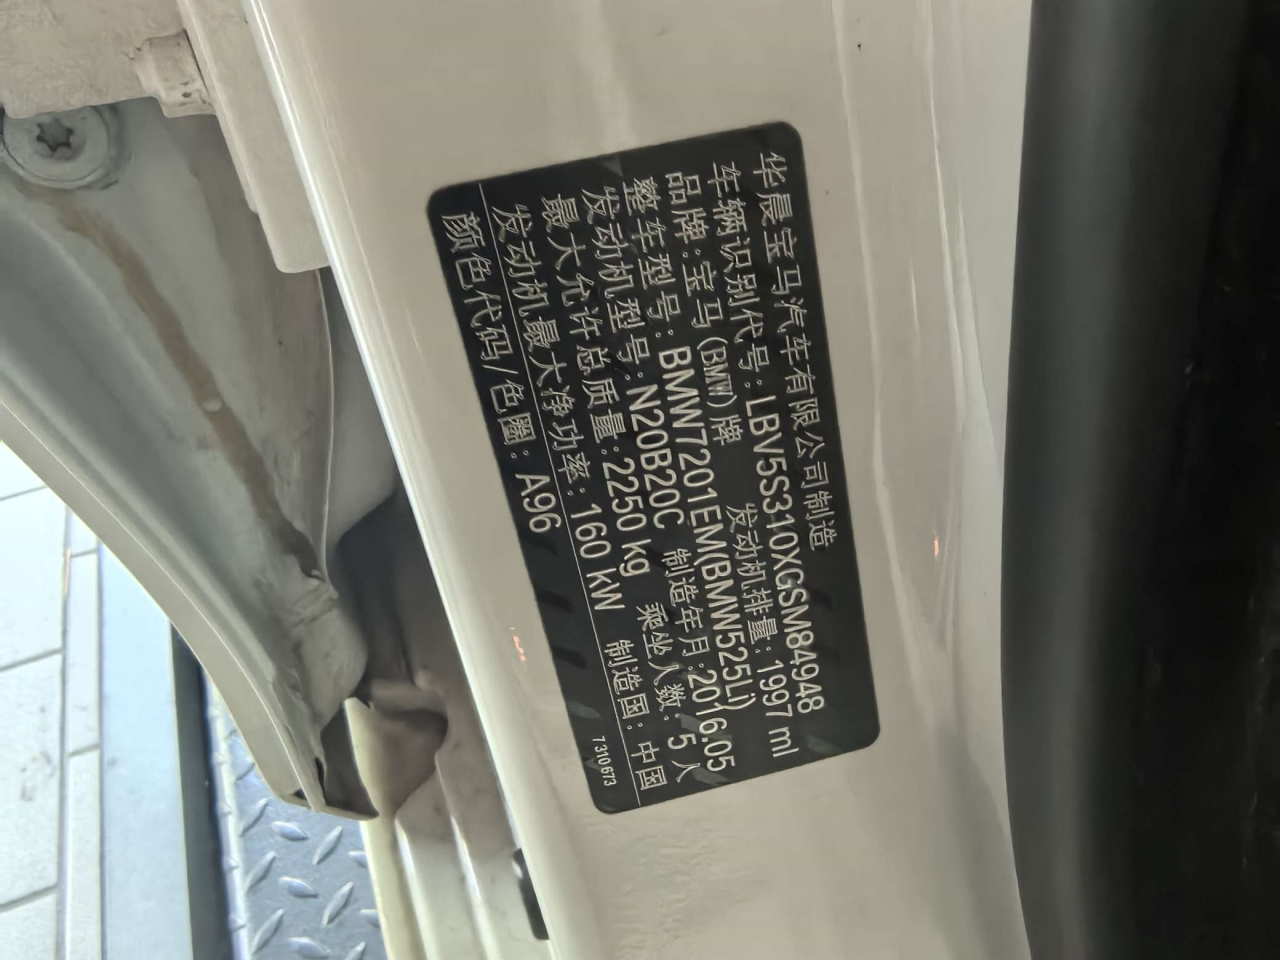 华晨宝马汽车有限公司制造
车辆识别代号:LBV5S310XGSM84948
品牌:宝马(BMW)牌 发动机排量:1997 ml
整车型号:BMW7201EM(BMW525Li)
发动机型号:N20B20C 制造年月:2016.05
最大允许总质量:2250 kg 乘坐人数:5人
发动机最大净功率:160 kW 制造国:中国
颜色代码/色圈:A96 7 310 673